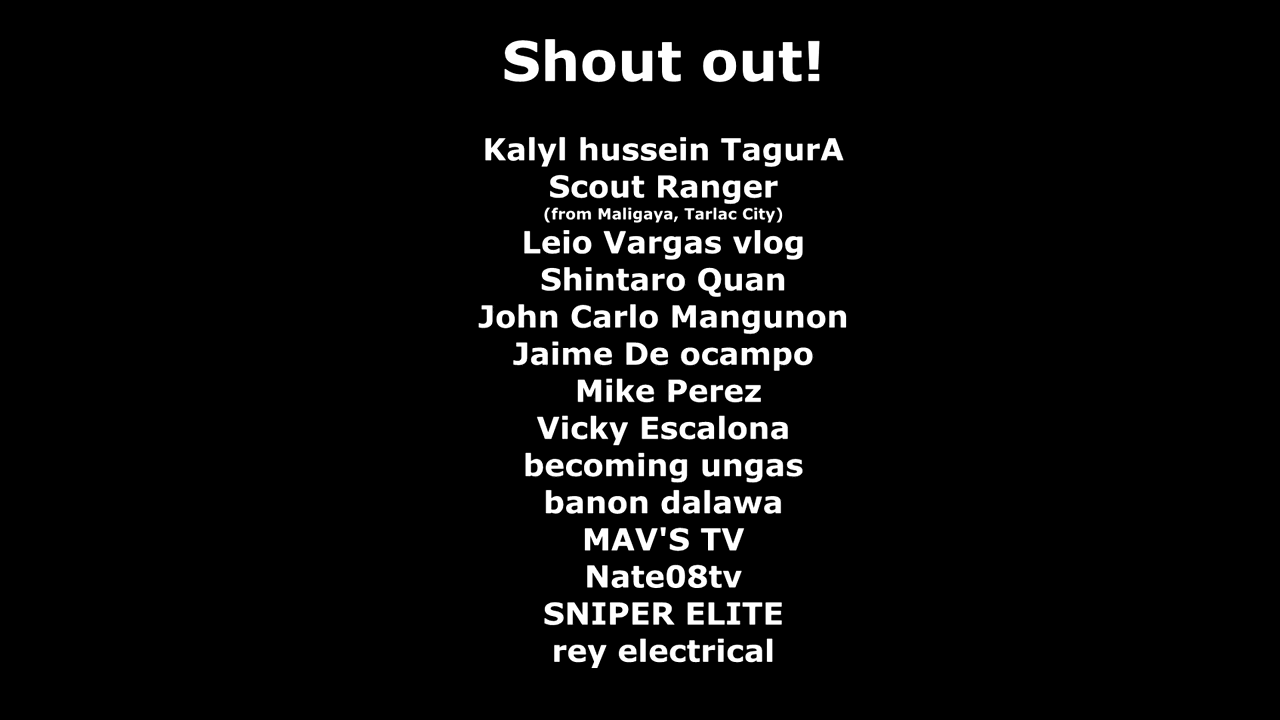 Shout out!
Kalyl hussein TagurA
Scout Ranger
(from Maligaya, Tarlac City)
Leio Vargas vlog
Shintaro Quan
John Carlo Mangunon
Jaime De ocampo
Mike Perez
Vicky Escalona
becoming ungas
banon dalawa
MAV'S TV
Nate08tv
SNIPER ELITE
rey electrical